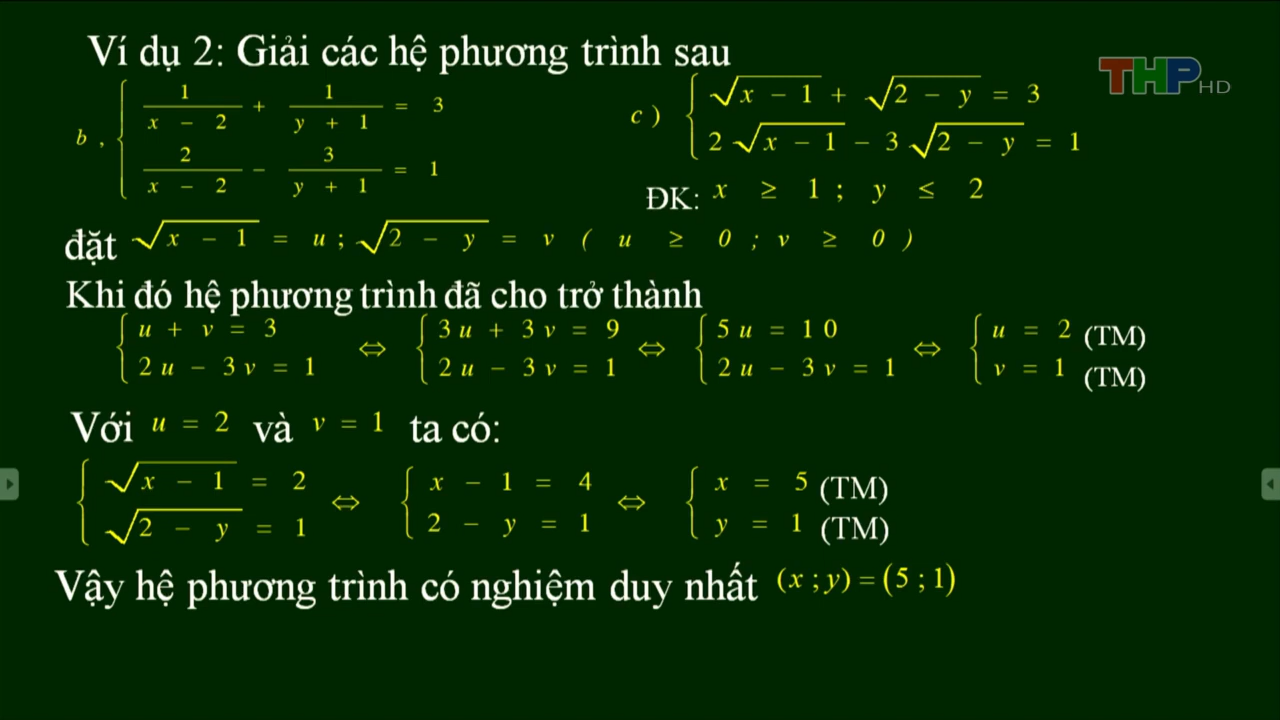 Ví dụ 2: Giải các hệ phương trình sau
THP HD
b, { 1/(x − 2) + 1/(y + 1) = 3
2/(x − 2) − 3/(y + 1) = 1
c) { √(x − 1) + √(2 − y) = 3
2√(x − 1) − 3√(2 − y) = 1
ĐK: x ≥ 1 ; y ≤ 2
đặt √(x − 1) = u ; √(2 − y) = v ( u ≥ 0 ; v ≥ 0 )
Khi đó hệ phương trình đã cho trở thành
{ u + v = 3 ⇔ { 3u + 3v = 9 ⇔ { 5u = 10 ⇔ { u = 2 (TM)
2u − 3v = 1 2u − 3v = 1 2u − 3v = 1 v = 1 (TM)
Với u = 2 và v = 1 ta có:
{ √(x − 1) = 2 ⇔ { x − 1 = 4 ⇔ { x = 5 (TM)
√(2 − y) = 1 2 − y = 1 y = 1 (TM)
Vậy hệ phương trình có nghiệm duy nhất (x ; y) = (5 ; 1)